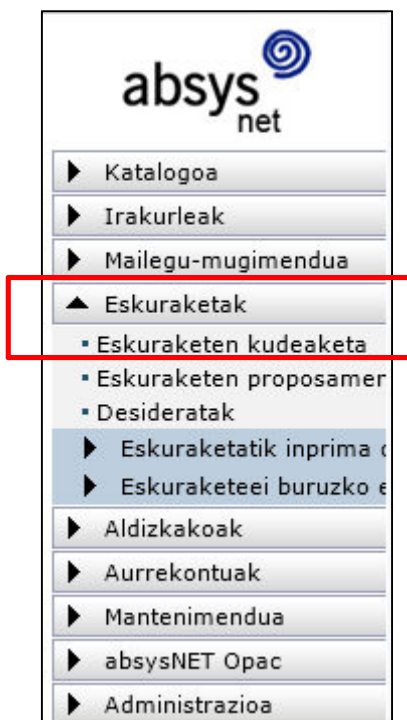 absys
net
Katalogoa
Irakurleak
Mailegu-mugimendua
Eskuraketak
Eskuraketen kudeaketa
Eskuraketen
Desideratak
Eskuraketatik inprima
Eskuraketeei buruzko
Aldizkakoak
Aurrekontuak
Mantenimendua
absysNET Opac
Administrazioa